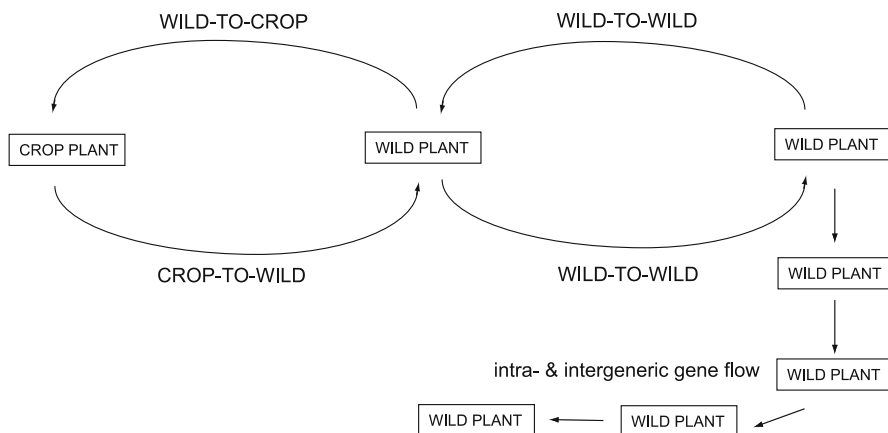 WILD-TO-CROP
WILD-TO-WILD
CROP PLANT
WILD PLANT
WILD PLANT
CROP-TO-WILD
WILD-TO-WILD
WILD PLANT
intra- & intergeneric gene flow
WILD PLANT
WILD PLANT
WILD PLANT